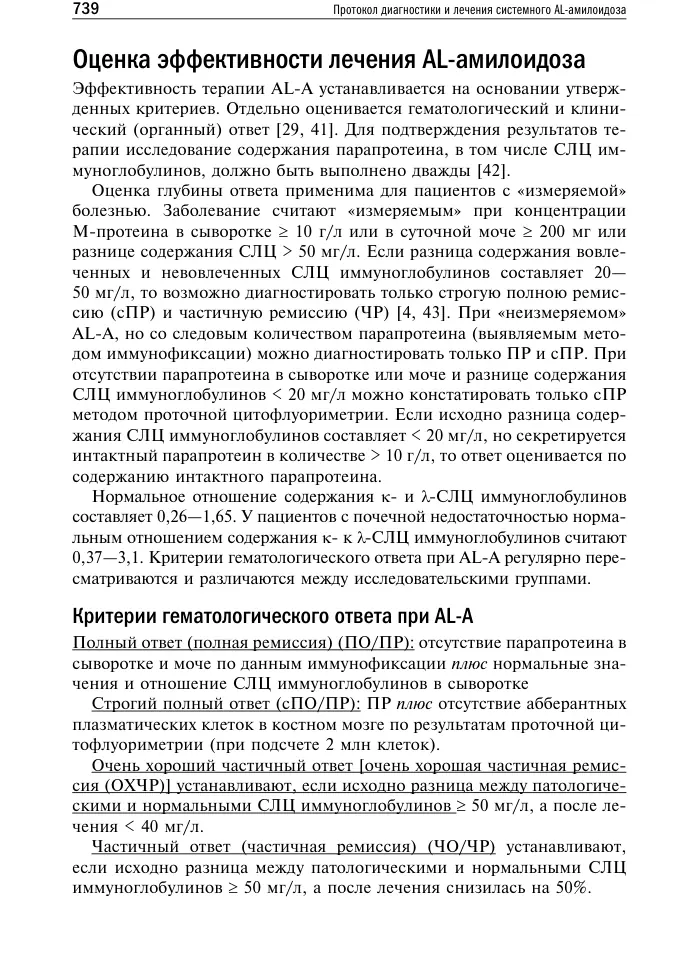 739
Протокол диагностики и лечения системного AL-амилоидоза
Оценка эффективности лечения AL-амилоидоза
Эффективность терапии AL-A устанавливается на основании утверж-
денных критериев. Отдельно оценивается гематологический и клини-
ческий (органный) ответ [29, 41]. Для подтверждения результатов те-
рапии исследование содержания парапротеина, в том числе СЛЦ им-
муноглобулинов, должно быть выполнено дважды [42].
Оценка глубины ответа применима для пациентов с «измеряемой»
болезнью. Заболевание считают «измеряемым» при концентрации
М-протеина в сыворотке ≥ 10 г/л или в суточной моче ≥ 200 мг или
разнице содержания СЛЦ > 50 мг/л. Если разница содержания вовле-
ченных и невовлеченных СЛЦ иммуноглобулинов составляет 20—
50 мг/л, то возможно диагностировать только строгую полною ремис-
сию (сПР) и частичную ремиссию (ЧР) [4, 43]. При «неизмеряемом»
AL-A, но со следовым количеством парапротеина (выявляемым мето-
дом иммунофиксации) можно диагностировать только ПР и сПР. При
отсутствии парапротеина в сыворотке или моче и разнице содержания
СЛЦ иммуноглобулинов < 20 мг/л можно констатировать только сПР
методом проточной цитофлуориметрии. Если исходно разница содер-
жания СЛЦ иммуноглобулинов составляет < 20 мг/л, но секретируется
интактный парапротеин в количестве > 10 г/л, то ответ оценивается по
содержанию интактного парапротеина.
Нормальное отношение содержания κ- и λ-СЛЦ иммуноглобулинов
составляет 0,26—1,65. У пациентов с почечной недостаточностью норма-
льным отношением содержания κ- к λ-СЛЦ иммуноглобулинов считают
0,37—3,1. Критерии гематологического ответа при AL-A регулярно пере-
сматриваются и различаются между исследовательскими группами.
Критерии гематологического ответа при AL-A
Полный ответ (полная ремиссия) (ПО/ПР): отсутствие парапротеина в
сыворотке и моче по данным иммунофиксации плюс нормальные зна-
чения и отношение СЛЦ иммуноглобулинов в сыворотке
Строгий полный ответ (сПО/ПР): ПР плюс отсутствие абберантных
плазматических клеток в костном мозге по результатам проточной ци-
тофлуориметрии (при подсчете 2 млн клеток).
Очень хороший частичный ответ [очень хорошая частичная ремис-
сия (ОХЧР)] устанавливают, если исходно разница между патологиче-
скими и нормальными СЛЦ иммуноглобулинов ≥ 50 мг/л, а после ле-
чения < 40 мг/л.
Частичный ответ (частичная ремиссия) (ЧО/ЧР) устанавливают,
если исходно разница между патологическими и нормальными СЛЦ
иммуноглобулинов ≥ 50 мг/л, а после лечения снизилась на 50%.